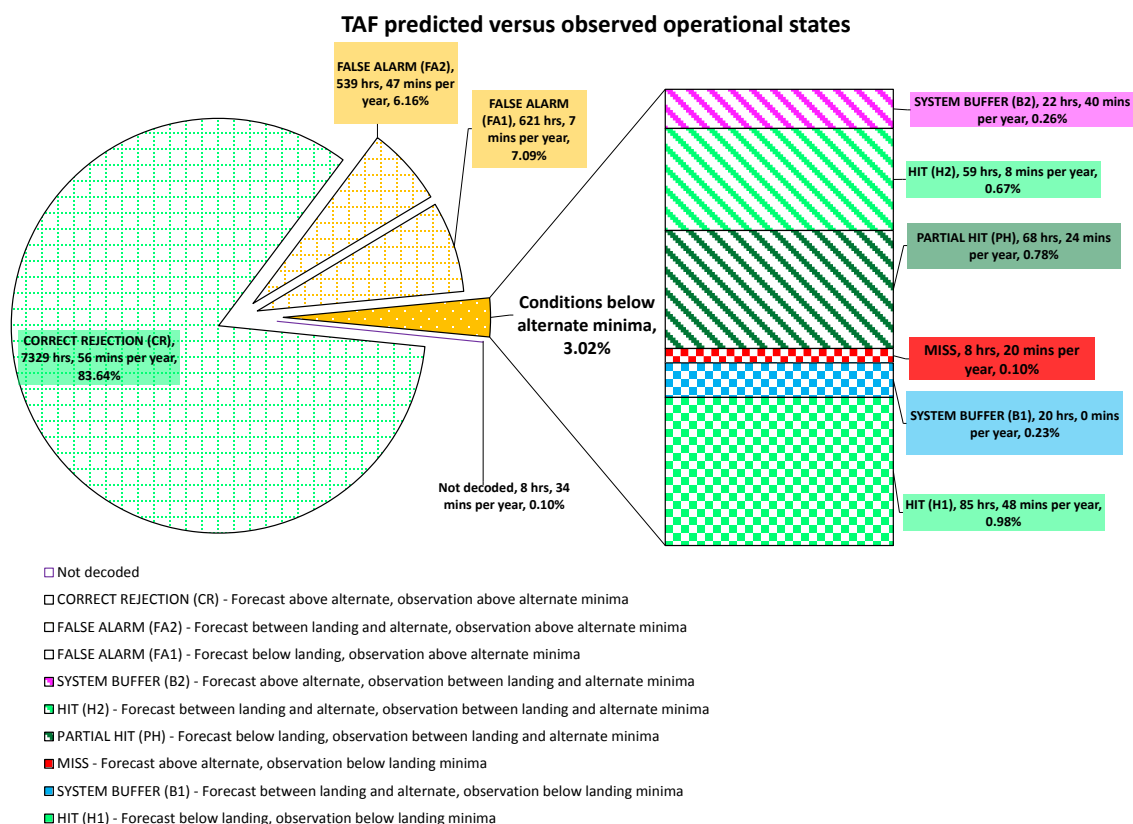 TAF predicted versus observed operational states
FALSE ALARM (FA2),
539 hrs, 47 mins per
year, 6.16%
FALSE ALARM
(FA1), 621 hrs, 7
mins per year,
7.09%
SYSTEM BUFFER (B2), 22 hrs, 40 mins
per year, 0.26%
HIT (H2), 59 hrs, 8 mins per year,
0.67%
PARTIAL HIT (PH), 68 hrs, 24 mins
per year, 0.78%
Conditions below
alternate minima,
3.02%
CORRECT REJECTION (CR),
7329 hrs, 56 mins per year,
83.64%
MISS, 8 hrs, 20 mins per
year, 0.10%
SYSTEM BUFFER (B1), 20 hrs, 0 mins
per year, 0.23%
Not decoded, 8 hrs, 34
mins per year, 0.10%
HIT (H1), 85 hrs, 48 mins per year,
0.98%
Not decoded
CORRECT REJECTION (CR) - Forecast above alternate, observation above alternate minima
FALSE ALARM (FA2) - Forecast between landing and alternate, observation above alternate minima
FALSE ALARM (FA1) - Forecast below landing, observation above alternate minima
SYSTEM BUFFER (B2) - Forecast above alternate, observation between landing and alternate minima
HIT (H2) - Forecast between landing and alternate, observation between landing and alternate minima
PARTIAL HIT (PH) - Forecast below landing, observation between landing and alternate minima
MISS - Forecast above alternate, observation below landing minima
SYSTEM BUFFER (B1) - Forecast between landing and alternate, observation below landing minima
HIT (H1) - Forecast below landing, observation below landing minima